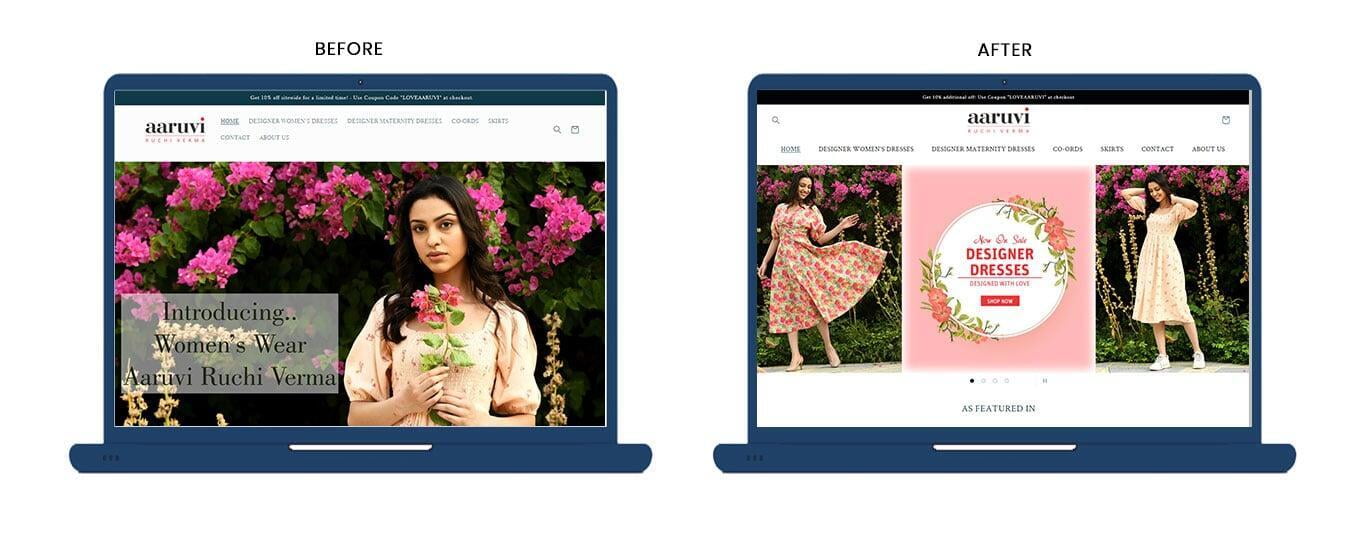 BEFORE
Get 10% off sitewide for a limited time! - Use Coupon Code "LOVEAARUVI" at checkout.
aaruvi
RUCHI VERMA
HOME DESIGNER WOMEN'S DRESSES DESIGNER MATERNITY DRESSES CO-ORDS SKIRTS
CONTACT ABOUT US
Introducing..
Women's Wear
Aaruvi Ruchi Verma
AFTER
Get 10% additional off! Use Coupon "LOVEAARUVI" at checkout
aaruvi
RUCHI VERMA
HOME DESIGNER WOMEN'S DRESSES DESIGNER MATERNITY DRESSES CO-ORDS SKIRTS CONTACT ABOUT US
Now On Sale
DESIGNER
DRESSES
DESIGNED WITH LOVE
SHOP NOW
AS FEATURED IN